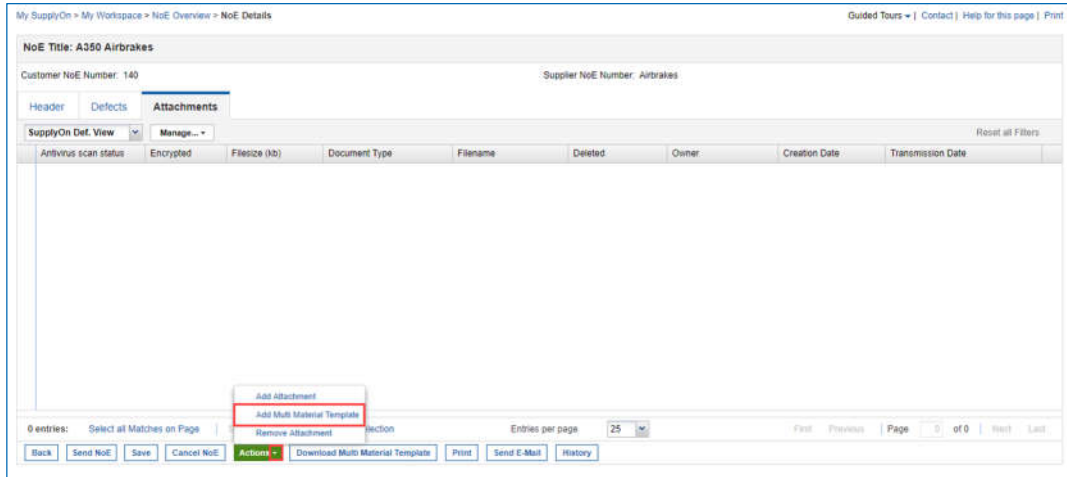 My SupplyOn > My Workspace > NoE Overview > NoE Details Guided Tours | Contact | Help for this page | Print
NoE Title: A350 Airbrakes
Customer NoE Number: 140 Supplier NoE Number: Airbrakes
Header Defects Attachments
SupplyOn Def. View Manage... Reset all Filters
Antivirus scan status Encrypted Filesize (kb) Document Type Filename Deleted Owner Creation Date Transmission Date
Add Attachment
Add Multi Material Template
Remove Attachment
0 entries: Select all Matches on Page | Entries per page 25 First Previous | Page 0 of 0 | Next Last
Back Send NoE Save Cancel NoE Actions Download Multi Material Template Print Send E-Mail History